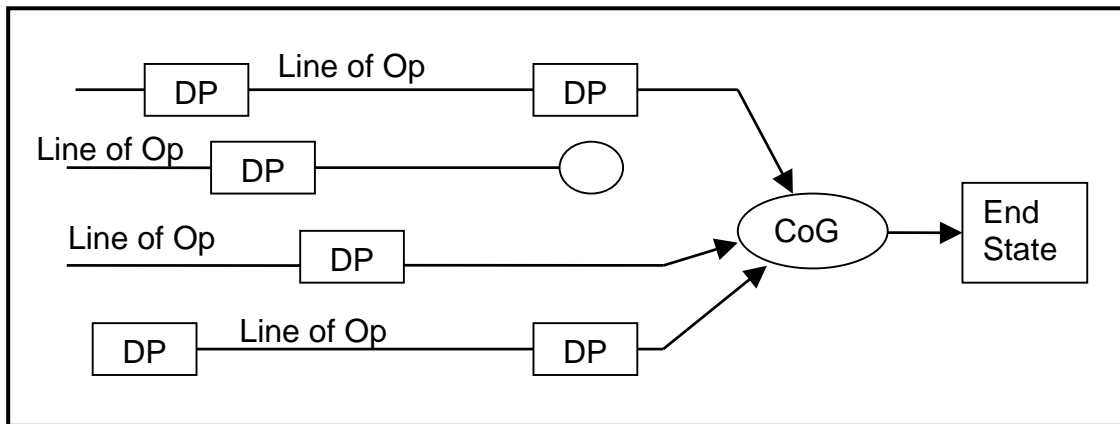 Line of Op
DP
DP
Line of Op
DP
CoG
End
State
Line of Op
DP
DP
Line of Op
DP